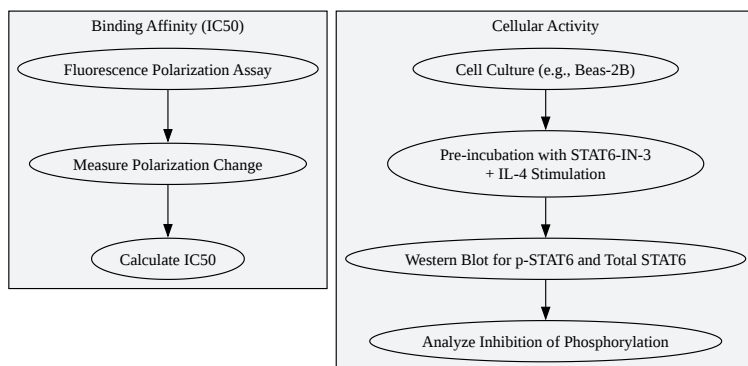 Binding Affinity (IC50)
Fluorescence Polarization Assay
Measure Polarization Change
Calculate IC50
Cellular Activity
Cell Culture (e.g., Beas-2B)
Pre-incubation with STAT6-IN-3
+ IL-4 Stimulation
Western Blot for p-STAT6 and Total STAT6
Analyze Inhibition of Phosphorylation